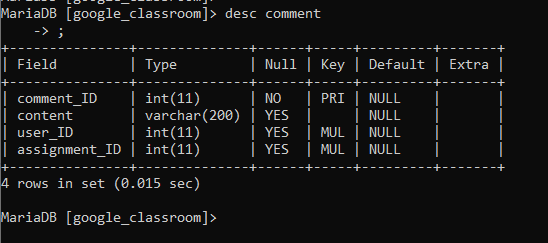 MariaDB [google_classroom]> desc comment
    -> ;
+---------------+--------------+------+-----+---------+-------+
| Field         | Type         | Null | Key | Default | Extra |
+---------------+--------------+------+-----+---------+-------+
| comment_ID    | int(11)      | NO   | PRI | NULL    |       |
| content       | varchar(200) | YES  |     | NULL    |       |
| user_ID       | int(11)      | YES  | MUL | NULL    |       |
| assignment_ID | int(11)      | YES  | MUL | NULL    |       |
+---------------+--------------+------+-----+---------+-------+
4 rows in set (0.015 sec)

MariaDB [google_classroom]>